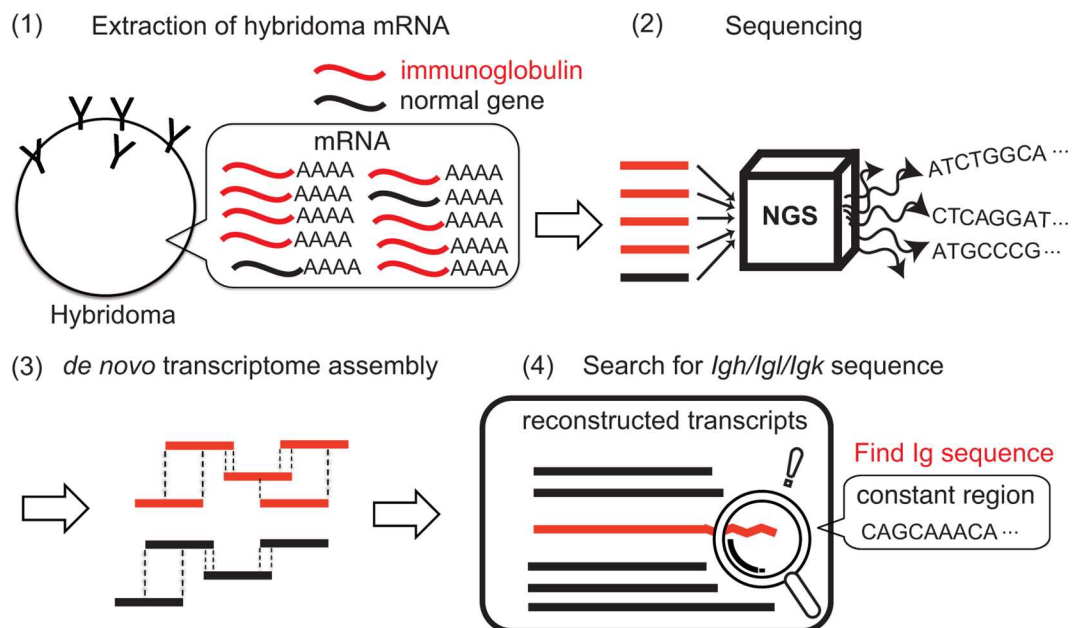 (1) Extraction of hybridoma mRNA
immunoglobulin
normal gene
mRNA
AAAA AAAA
AAAA AAAA
AAAA AAAA
AAAA AAAA
AAAA AAAA
Hybridoma
(2) Sequencing
NGS
ATCTGGCA ...
CTCAGGAT...
ATGCCCG ...
(3) de novo transcriptome assembly
(4) Search for Igh/Igl/Igk sequence
reconstructed transcripts
!
Find Ig sequence
constant region
CAGCAAACA ...